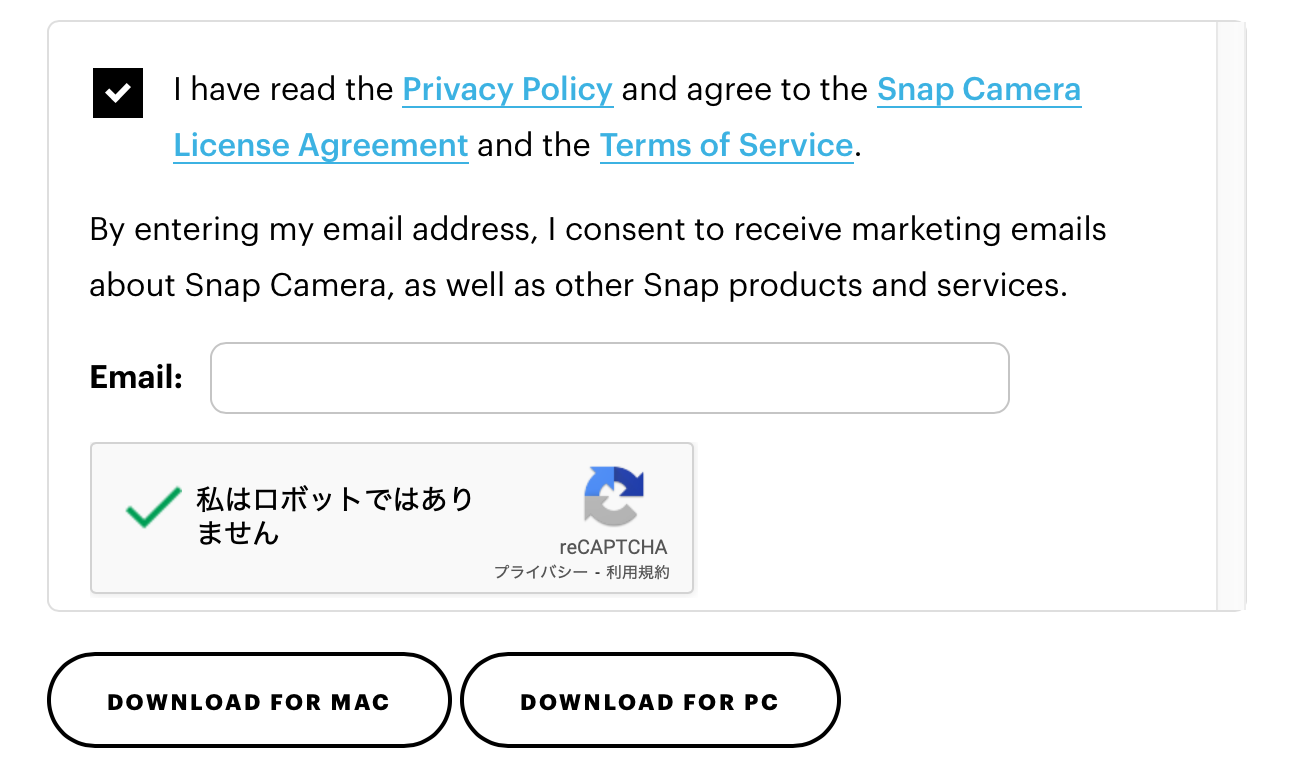 I have read the Privacy Policy and agree to the Snap Camera
License Agreement and the Terms of Service.
By entering my email address, I consent to receive marketing emails
about Snap Camera, as well as other Snap products and services.
Email:
私はロボットではあり
ません
reCAPTCHA
プライバシー - 利用規約
DOWNLOAD FOR MAC
DOWNLOAD FOR PC